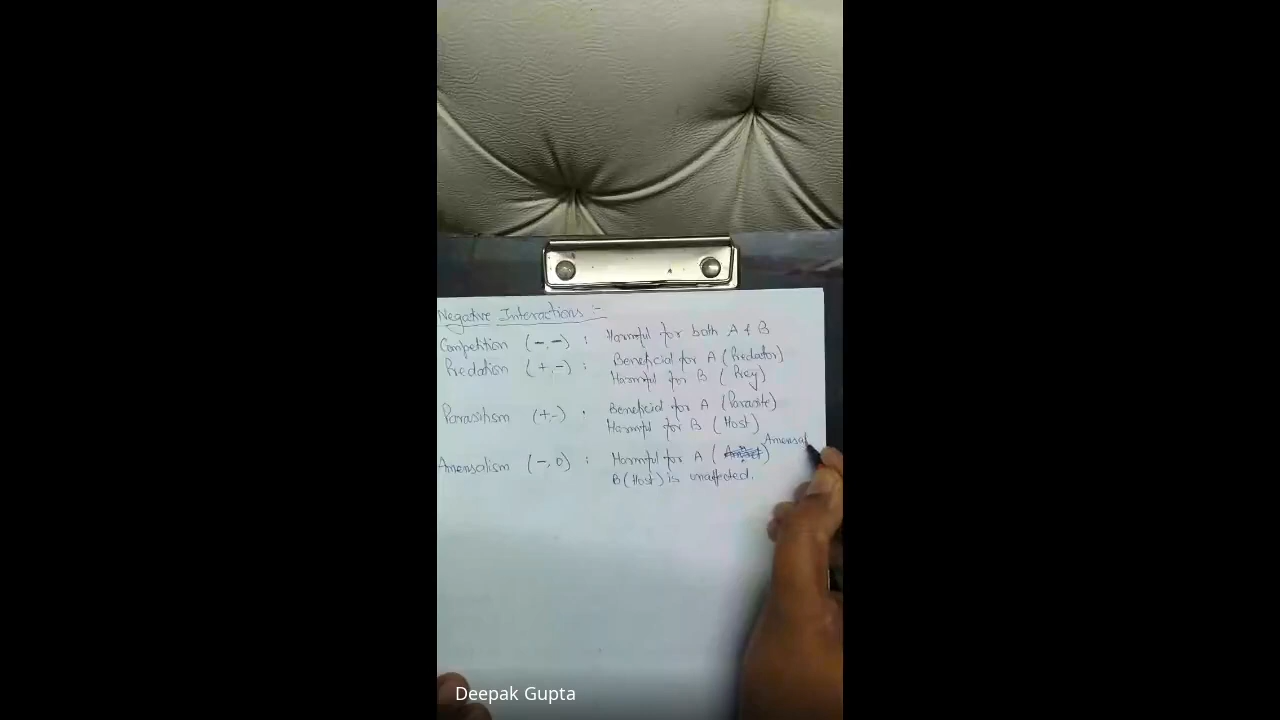 Negative Interactions :-
Competition (-,-) : Harmful for both A & B
Predation (+,-) : Beneficial for A (Predator)
Harmful for B (Prey)
Parasitism (+,-) : Beneficial for A (Parasite)
Harmful for B (Host)
Amensal
Amensalism (-,0) : Harmful for A ( )
B (Host) is unaffected.
Deepak Gupta